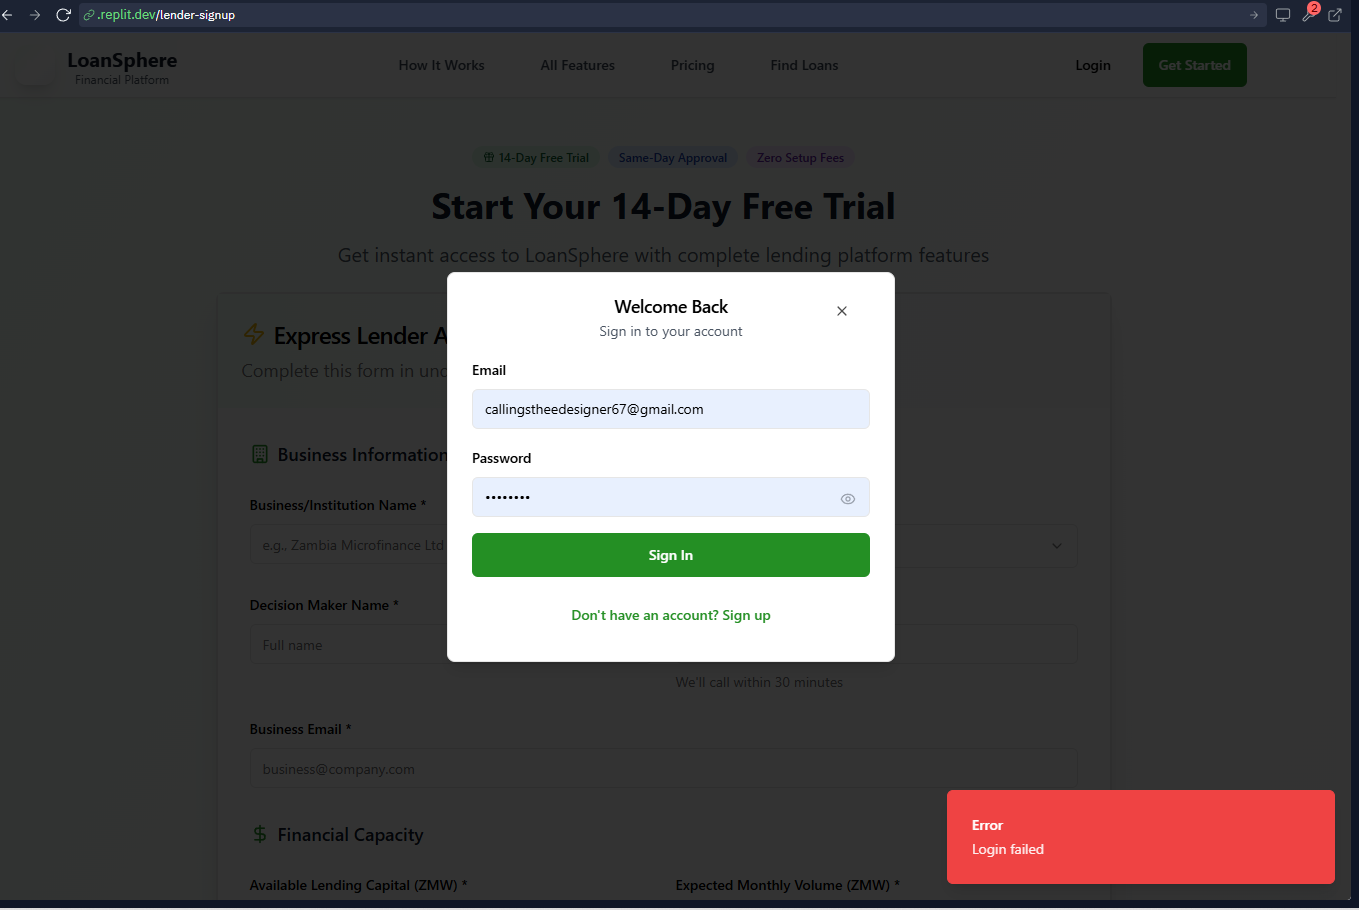 .replit.dev/lender-signup
2
LoanSphere
Financial Platform
How It Works
All Features
Pricing
Find Loans
Login
Get Started
14-Day Free Trial
Same-Day Approval
Zero Setup Fees
Start Your 14-Day Free Trial
Get instant access to LoanSphere with complete lending platform features
Express Lender A
Complete this form in und
Welcome Back
Sign in to your account
Email
callingstheedesigner67@gmail.com
Password
••••••••
Sign In
Don't have an account? Sign up
Business Information
Business/Institution Name *
e.g., Zambia Microfinance Ltd
Decision Maker Name *
Full name
We'll call within 30 minutes
Business Email *
business@company.com
Financial Capacity
Available Lending Capital (ZMW) *
Expected Monthly Volume (ZMW) *
Error
Login failed